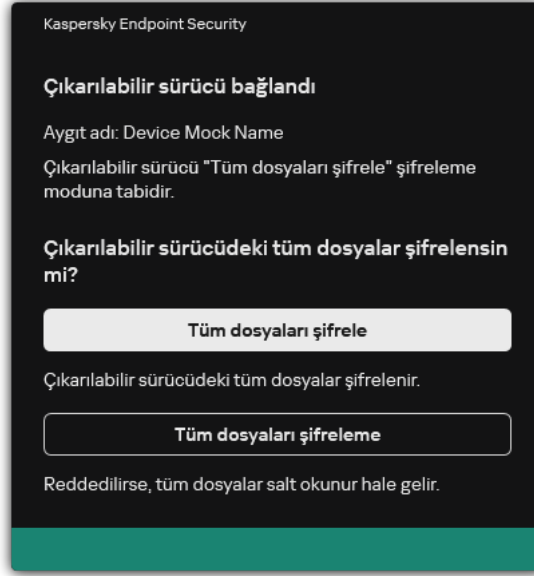 Kaspersky Endpoint Security
Çıkarılabilir sürücü bağlandı
Aygıt adı: Device Mock Name
Çıkarılabilir sürücü "Tüm dosyaları şifrele" şifreleme
moduna tabidir.
Çıkarılabilir sürücüdeki tüm dosyalar şifrelensin
mi?
Tüm dosyaları şifrele
Çıkarılabilir sürücüdeki tüm dosyalar şifrelenir.
Tüm dosyaları şifreleme
Reddedilirse, tüm dosyalar salt okunur hale gelir.